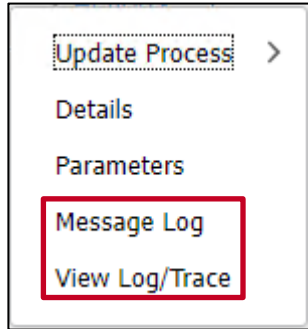 Update Process
Details
Parameters
Message Log
View Log/Trace